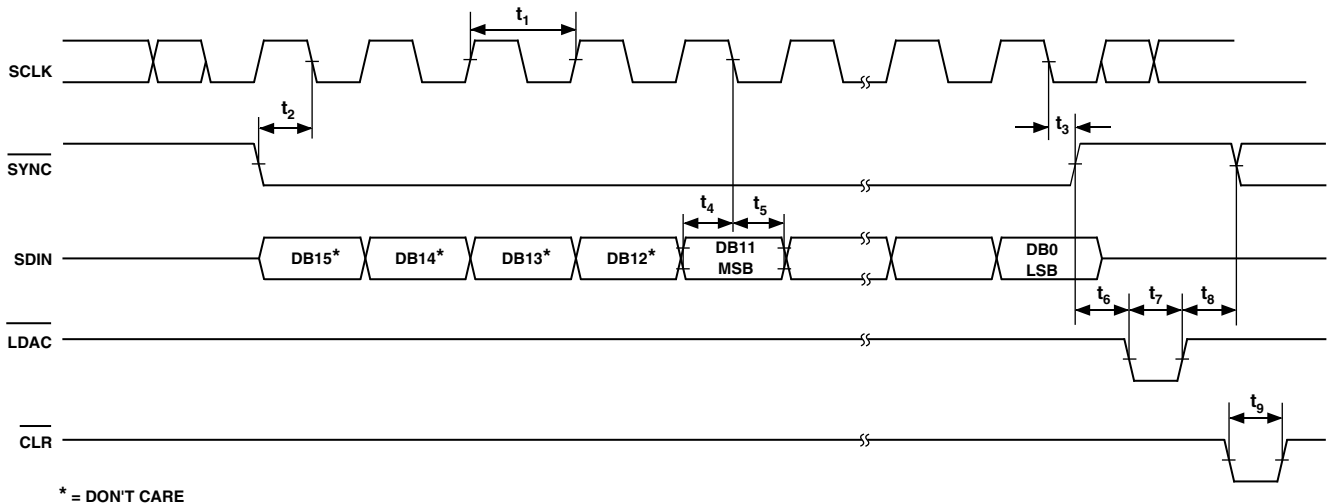 t1
SCLK
t2
t3
SYNC
t4 t5
SDIN DB15* DB14* DB13* DB12* DB11 MSB DB0 LSB
t6 t7 t8
LDAC
t9
CLR
* = DON'T CARE